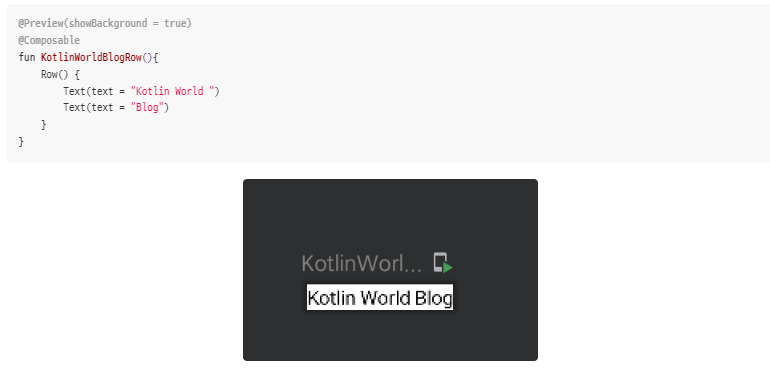 @Preview(showBackground = true)
@Composable
fun KotlinWorldBlogRow(){
    Row() {
        Text(text = "Kotlin World ")
        Text(text = "Blog")
    }
}
KotlinWorl...
Kotlin World Blog